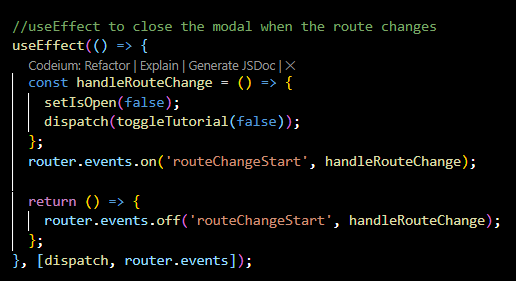 //useEffect to close the modal when the route changes
useEffect(() => {
Codeium: Refactor | Explain | Generate JSDoc | ×
const handleRouteChange = () => {
setIsOpen(false);
dispatch(toggleTutorial(false));
};
router.events.on('routeChangeStart', handleRouteChange);
return () => {
router.events.off('routeChangeStart', handleRouteChange);
};
}, [dispatch, router.events]);